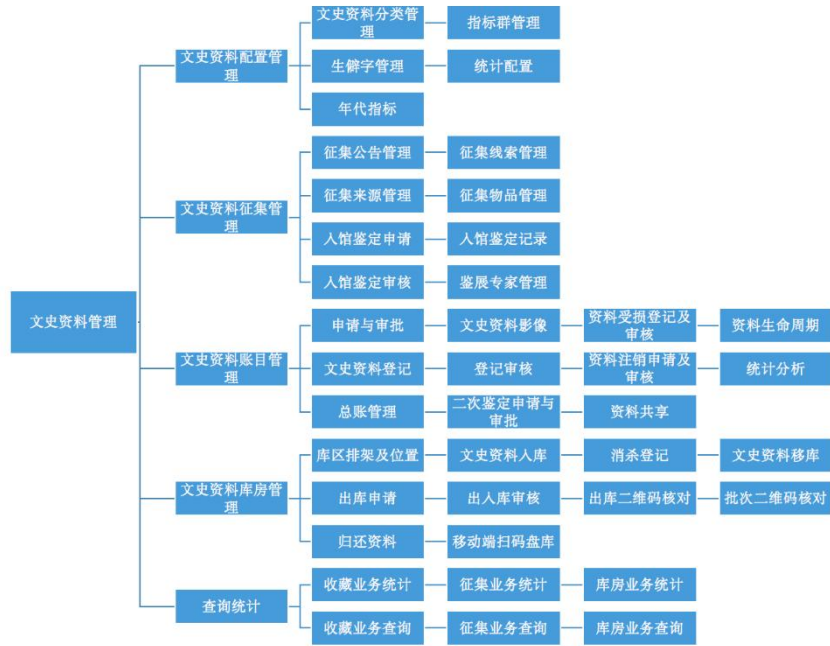 文史资料管理
文史资料配置管
理
文史资料分类管
理
指标群管理
生僻字管理
统计配置
年代指标
文史资料征集管
理
征集公告管理
征集线索管理
征集来源管理
征集物品管理
人馆鉴定申请
人馆鉴定记录
人馆鉴定审核
鉴展专家管理
文史资料账目管
理
申请与审批
文史资料影像
资料受损登记及
审核
资料生命周期
文史资料登记
登记审核
资料注销申请及
审核
统计分析
总账管理
二次鉴定申请与
审批
资料共享
文史资料库房管
理
库区排架及位置
文史资料人库
消杀登记
文史资料移库
出库申请
出人库审核
出库二维码核对
批次二维码核对
归还资料
移动端扫码盘库
查询统计
收藏业务统计
征集业务统计
库房业务统计
收藏业务查询
征集业务查询
库房业务查询